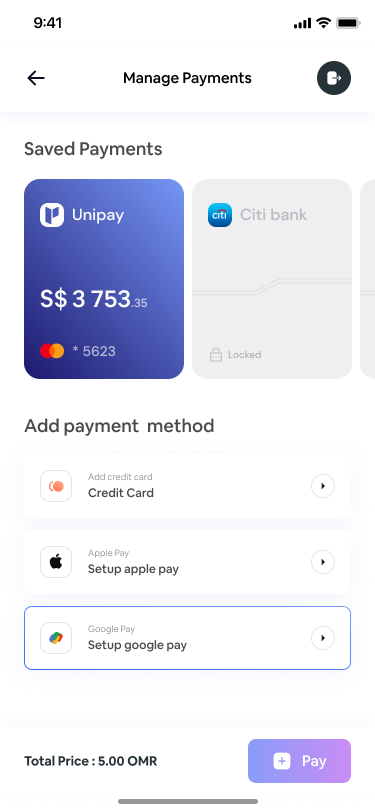 9:41
Manage Payments
Saved Payments
Unipay
citi
Citi bank
S$ 3 753.35
* 5623
Locked
Add payment method
Add credit card
Credit Card
Apple Pay
Setup apple pay
Google Pay
Setup google pay
Total Price : 5.00 OMR
Pay